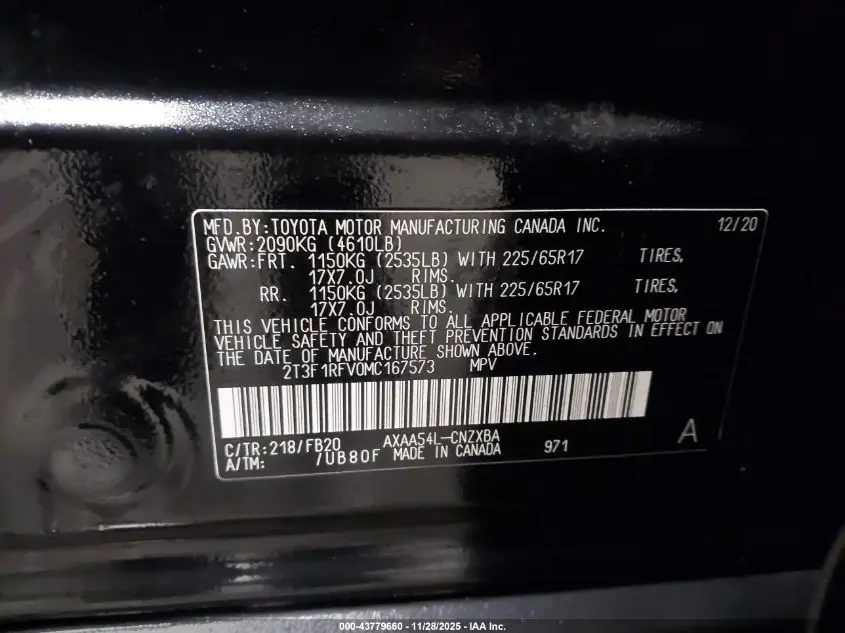 MFD.BY:TOYOTA MOTOR MANUFACTURING CANADA INC. 12/20
GVWR:2090KG (4610LB)
GAWR:FRT. 1150KG (2535LB) WITH 225/65R17 TIRES,
17X7.0J RIMS.
RR. 1150KG (2535LB) WITH 225/65R17 TIRES,
17X7.0J RIMS.
THIS VEHICLE CONFORMS TO ALL APPLICABLE FEDERAL MOTOR
VEHICLE SAFETY AND THEFT PREVENTION STANDARDS IN EFFECT ON
THE DATE OF MANUFACTURE SHOWN ABOVE.
2T3F1RFV0MC167573 MPV
C/TR:218/FB20 AXAA54L-CNZXBA 971 A
A/TM: /UB80F MADE IN CANADA
000-43779660 - 11/28/2025 - IAA Inc.